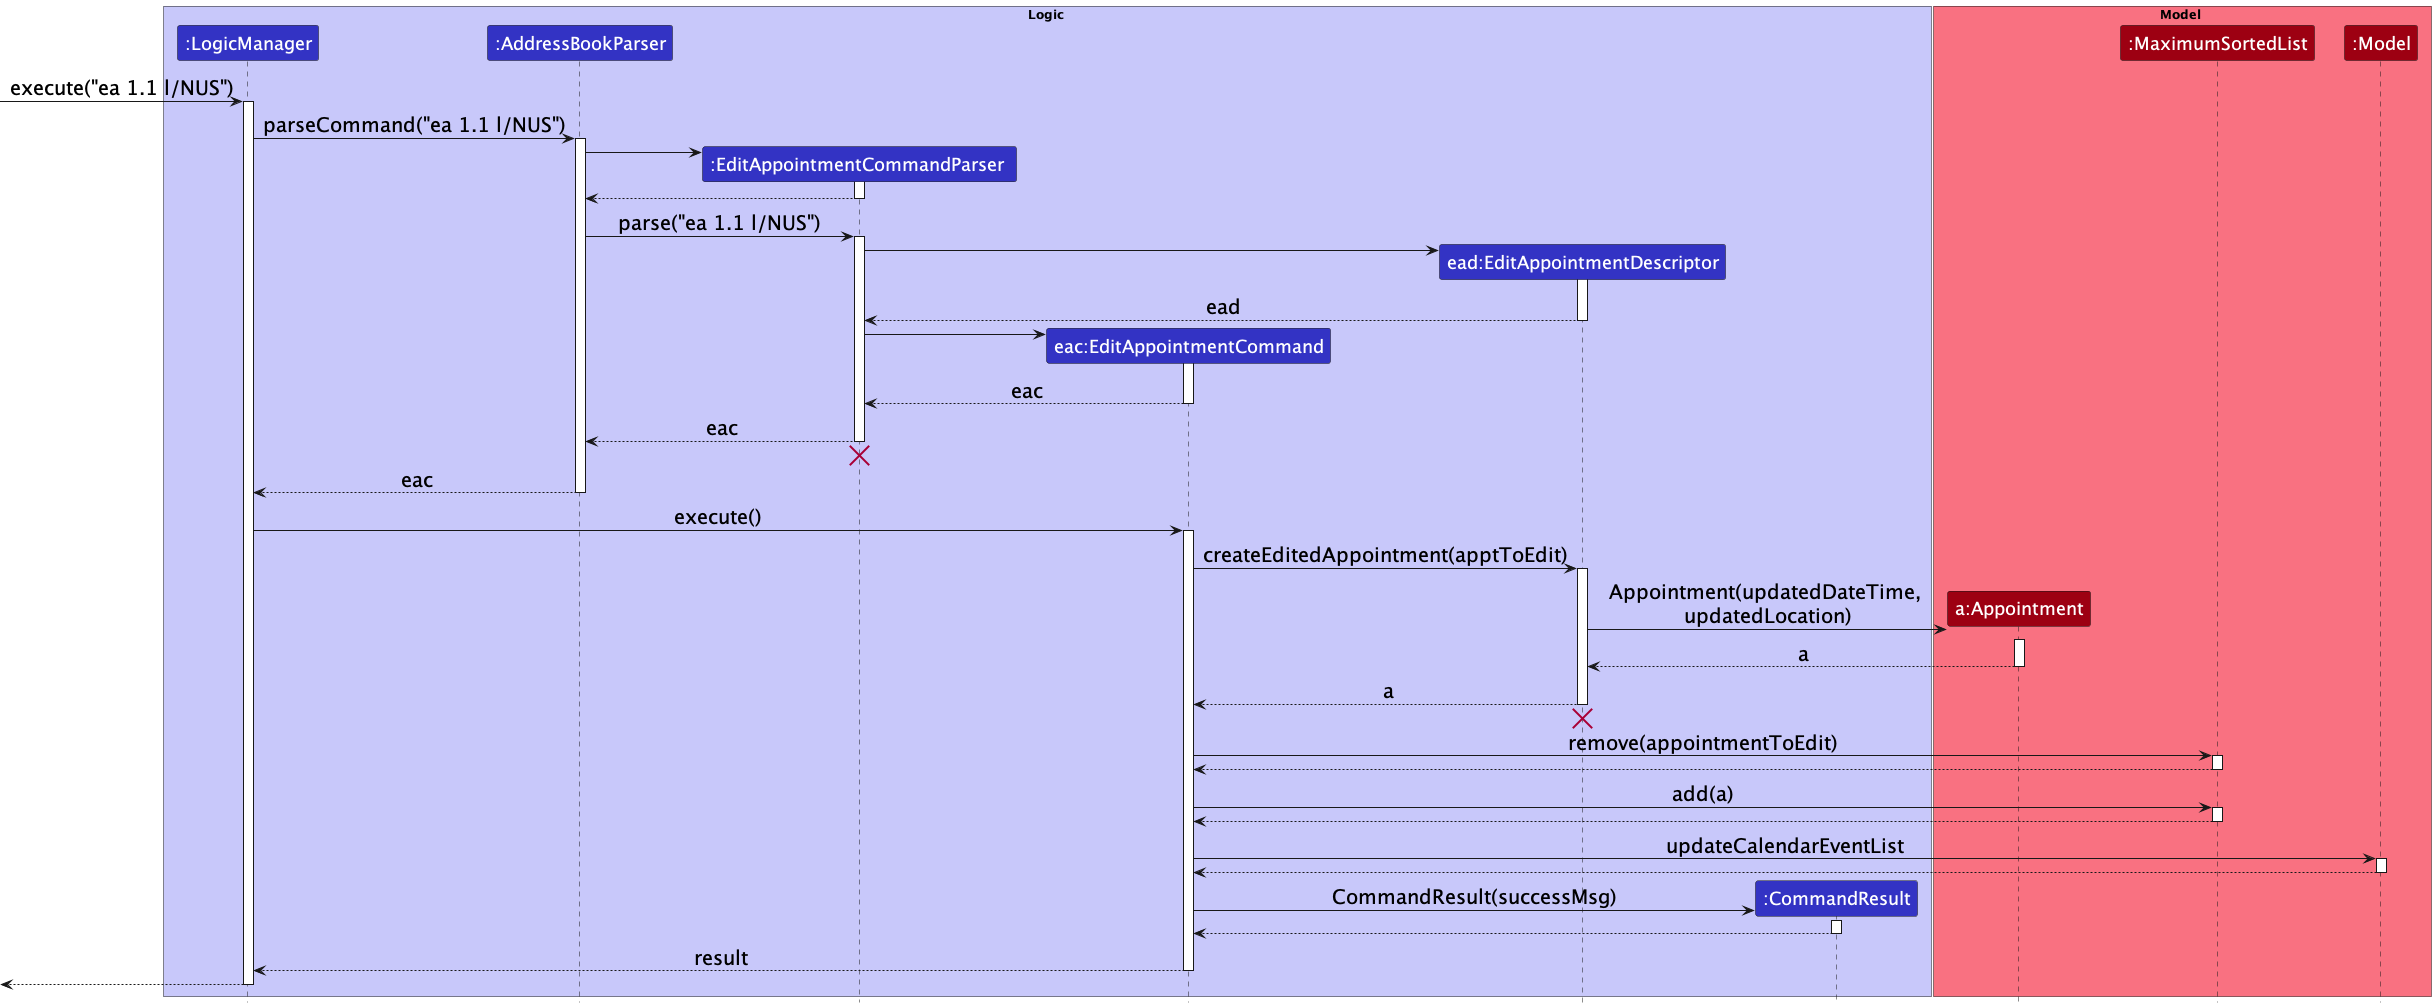 Logic
Model
:LogicManager
:AddressBookParser
:MaximumSortedList
:Model
execute("ea 1.1 l/NUS")
parseCommand("ea 1.1 l/NUS")
:EditAppointmentCommandParser
parse("ea 1.1 l/NUS")
ead:EditAppointmentDescriptor
ead
eac:EditAppointmentCommand
eac
eac
eac
execute()
createEditedAppointment(apptToEdit)
Appointment(updatedDateTime,
updatedLocation)
a:Appointment
a
a
remove(appointmentToEdit)
add(a)
updateCalendarEventList
CommandResult(successMsg)
:CommandResult
result